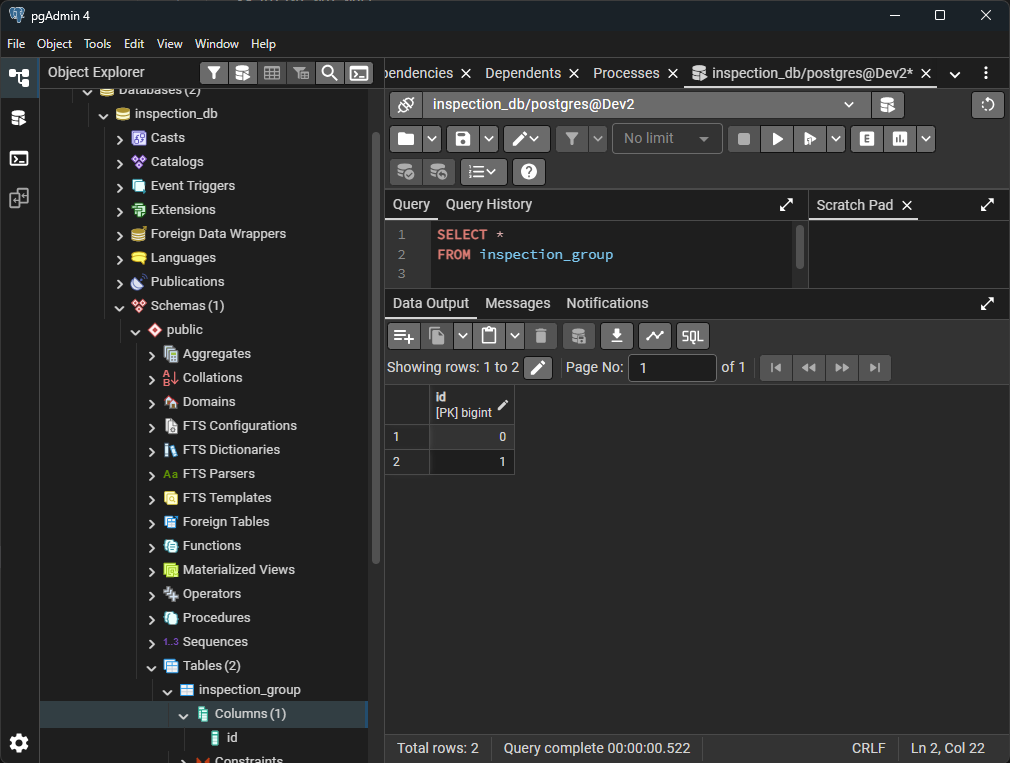 pgAdmin 4
File Object Tools Edit View Window Help
Object Explorer
Databases (2)
inspection_db
Casts
Catalogs
Event Triggers
Extensions
Foreign Data Wrappers
Languages
Publications
Schemas (1)
public
Aggregates
Collations
Domains
FTS Configurations
FTS Dictionaries
Aa FTS Parsers
FTS Templates
Foreign Tables
Functions
Materialized Views
Operators
Procedures
1..3 Sequences
Tables (2)
inspection_group
Columns (1)
id
Constraints
pendencies Dependents Processes inspection_db/postgres@Dev2*
inspection_db/postgres@Dev2
No limit
E
Query Query History
Scratch Pad
1 SELECT *
2 FROM inspection_group
3
Data Output Messages Notifications
SQL
Showing rows: 1 to 2 Page No: 1 of 1
id
[PK] bigint
1 0
2 1
Total rows: 2 Query complete 00:00:00.522 CRLF Ln 2, Col 22